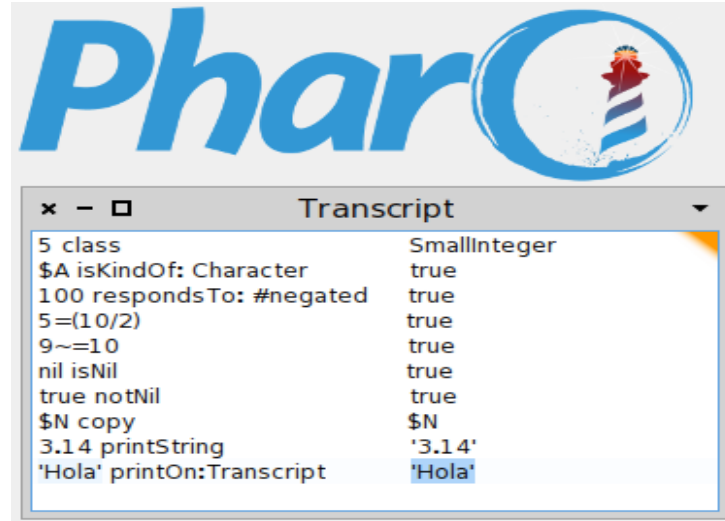 Pharo
Transcript
5 class SmallInteger
$A isKindOf: Character true
100 respondsTo: #negated true
5=(10/2) true
9~=10 true
nil isNil true
true notNil true
$N copy $N
3.14 printString '3.14'
'Hola' printOn:Transcript 'Hola'